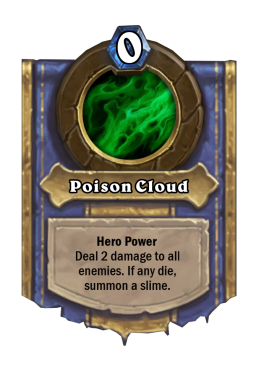 0
Poison Cloud
Hero Power
Deal 2 damage to all
enemies. If any die,
summon a slime.